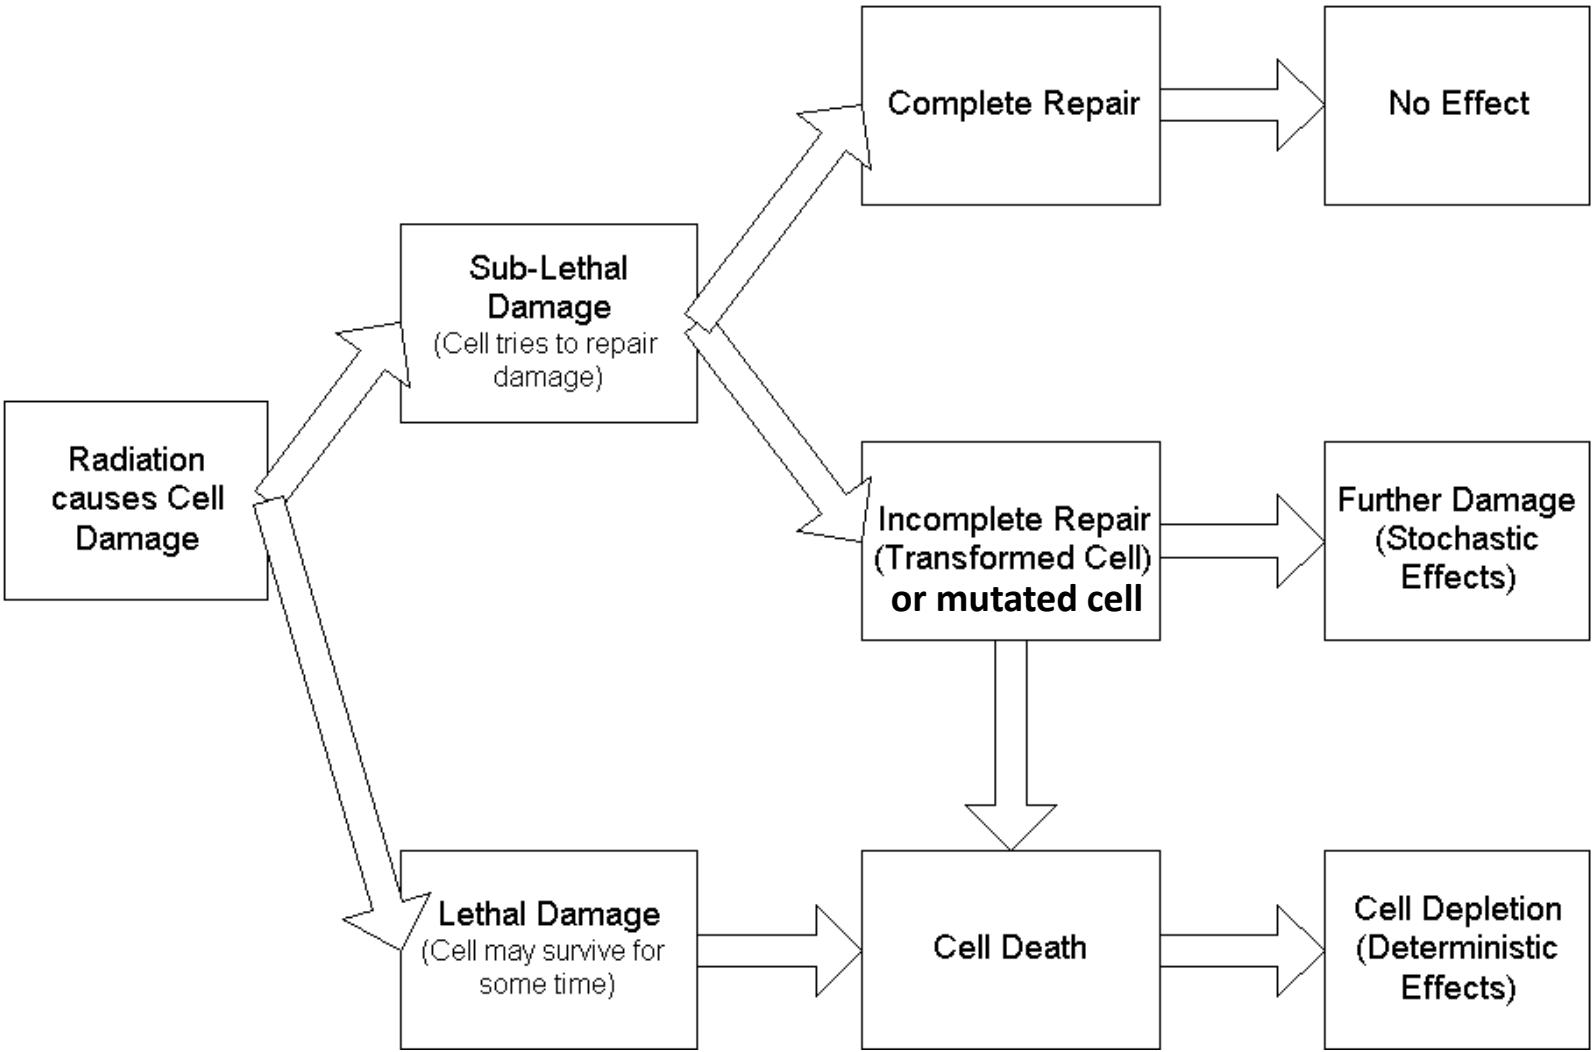 Complete Repair
No Effect
Sub-Lethal
Damage
(Cell tries to repair
damage)
Radiation
causes Cell
Damage
Incomplete Repair
(Transformed Cell)
or mutated cell
Further Damage
(Stochastic
Effects)
Lethal Damage
(Cell may survive for
some time)
Cell Death
Cell Depletion
(Deterministic
Effects)